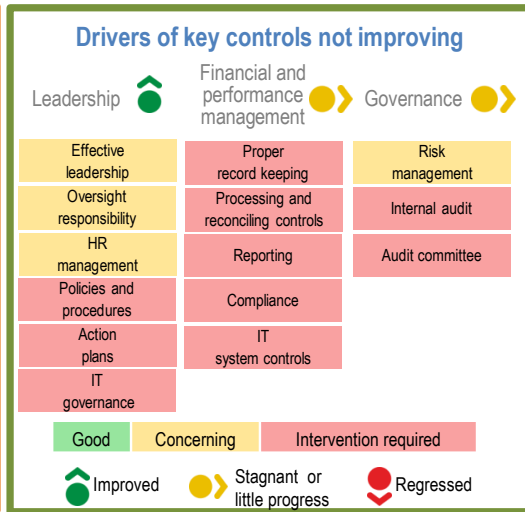 Drivers of key controls not improving
Leadership
Financial and
performance
management
Governance
Effective
leadership
Oversight
responsibility
HR
management
Policies and
procedures
Action
plans
IT
governance
Proper
record keeping
Processing and
reconciling controls
Reporting
Compliance
IT
system controls
Risk
management
Internal audit
Audit committee
Good
Concerning
Intervention required
Improved
Stagnant or
little progress
Regressed